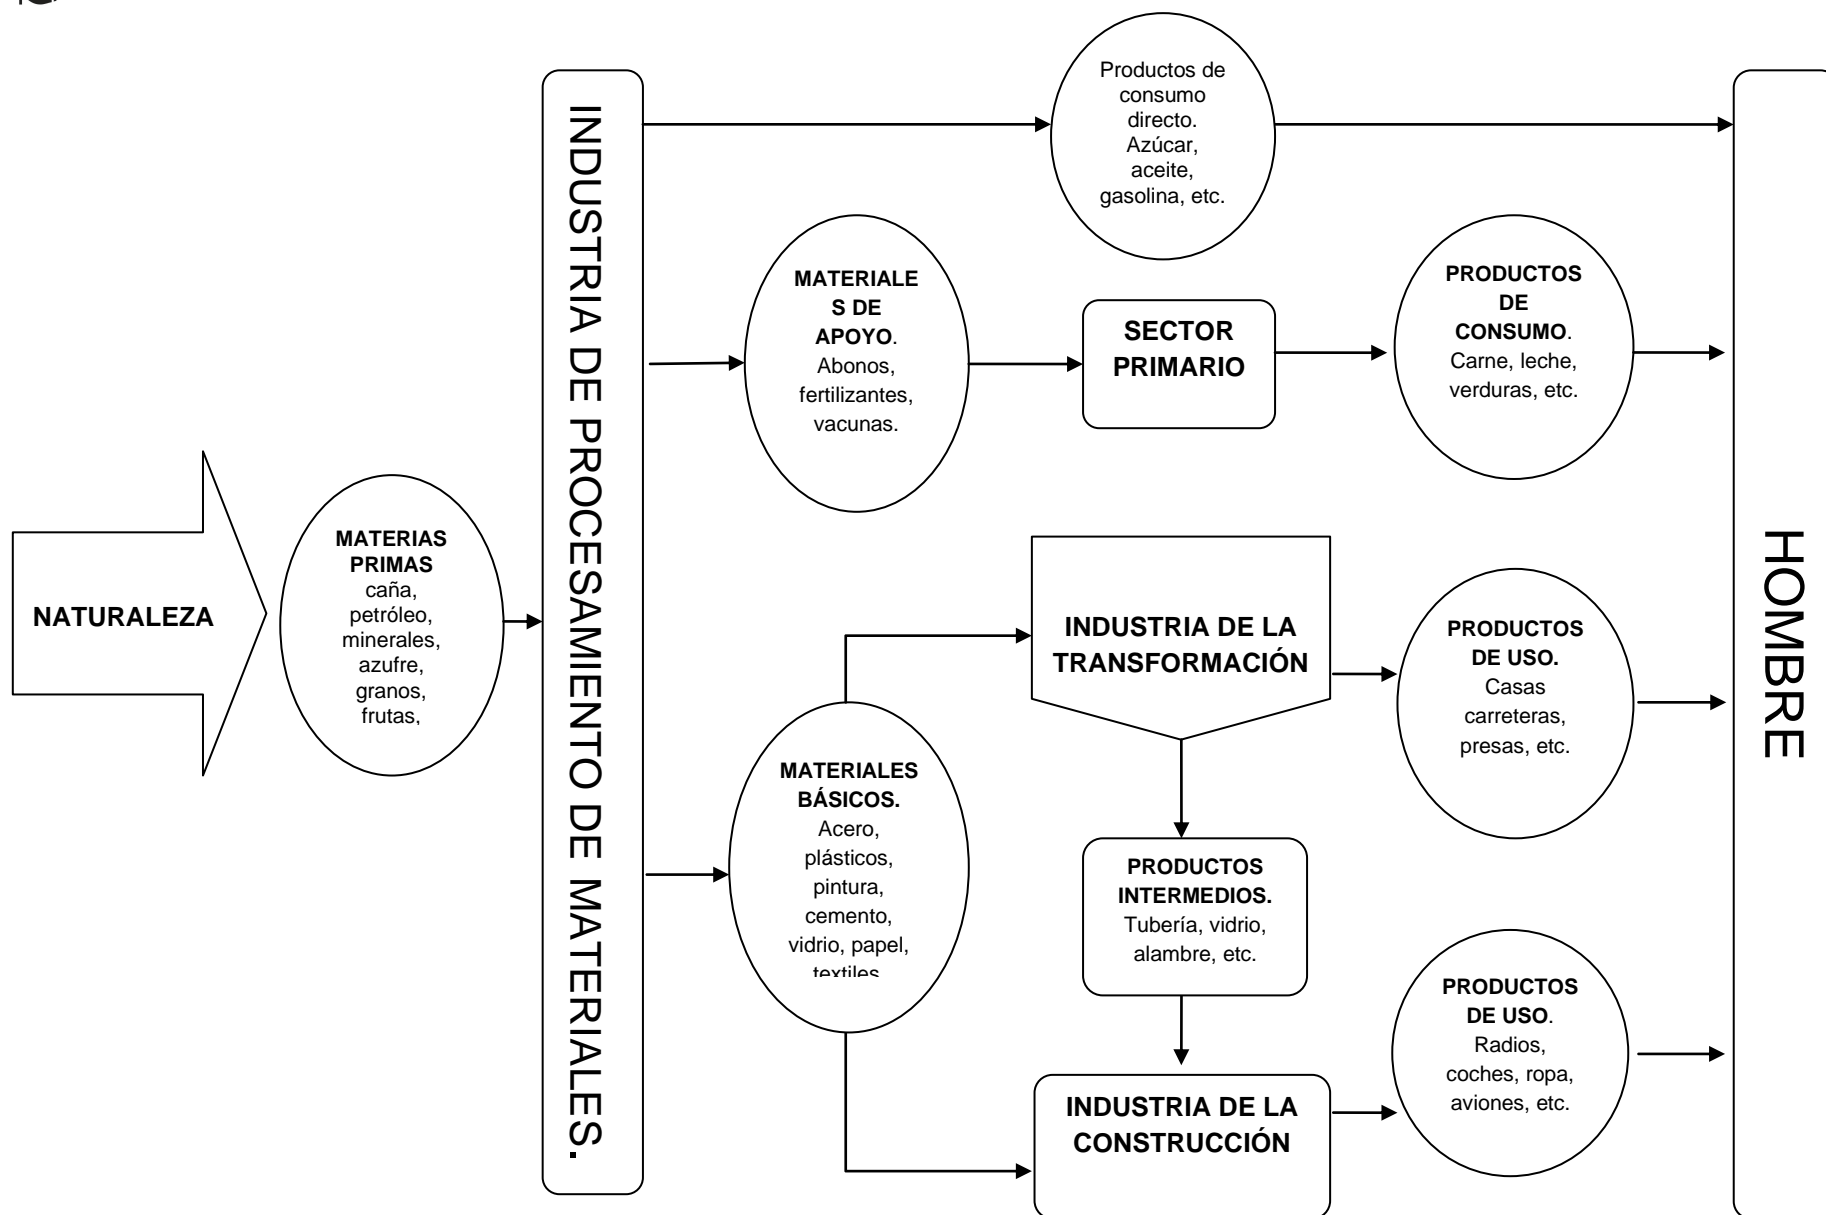 NATURALEZA
MATERIAS
PRIMAS
caña,
petróleo,
minerales,
azufre,
granos,
frutas,
INDUSTRIA DE PROCESAMIENTO DE MATERIALES.
Productos de
consumo
directo.
Azúcar,
aceite,
gasolina, etc.
MATERIALE
S DE
APOYO.
Abonos,
fertilizantes,
vacunas.
SECTOR
PRIMARIO
PRODUCTOS
DE
CONSUMO.
Carne, leche,
verduras, etc.
MATERIALES
BÁSICOS.
Acero,
plásticos,
pintura,
cemento,
vidrio, papel,
textiles
INDUSTRIA DE LA
TRANSFORMACIÓN
PRODUCTOS
DE USO.
Casas
carreteras,
presas, etc.
PRODUCTOS
INTERMEDIOS.
Tubería, vidrio,
alambre, etc.
INDUSTRIA DE LA
CONSTRUCCIÓN
PRODUCTOS
DE USO.
Radios,
coches, ropa,
aviones, etc.
HOMBRE